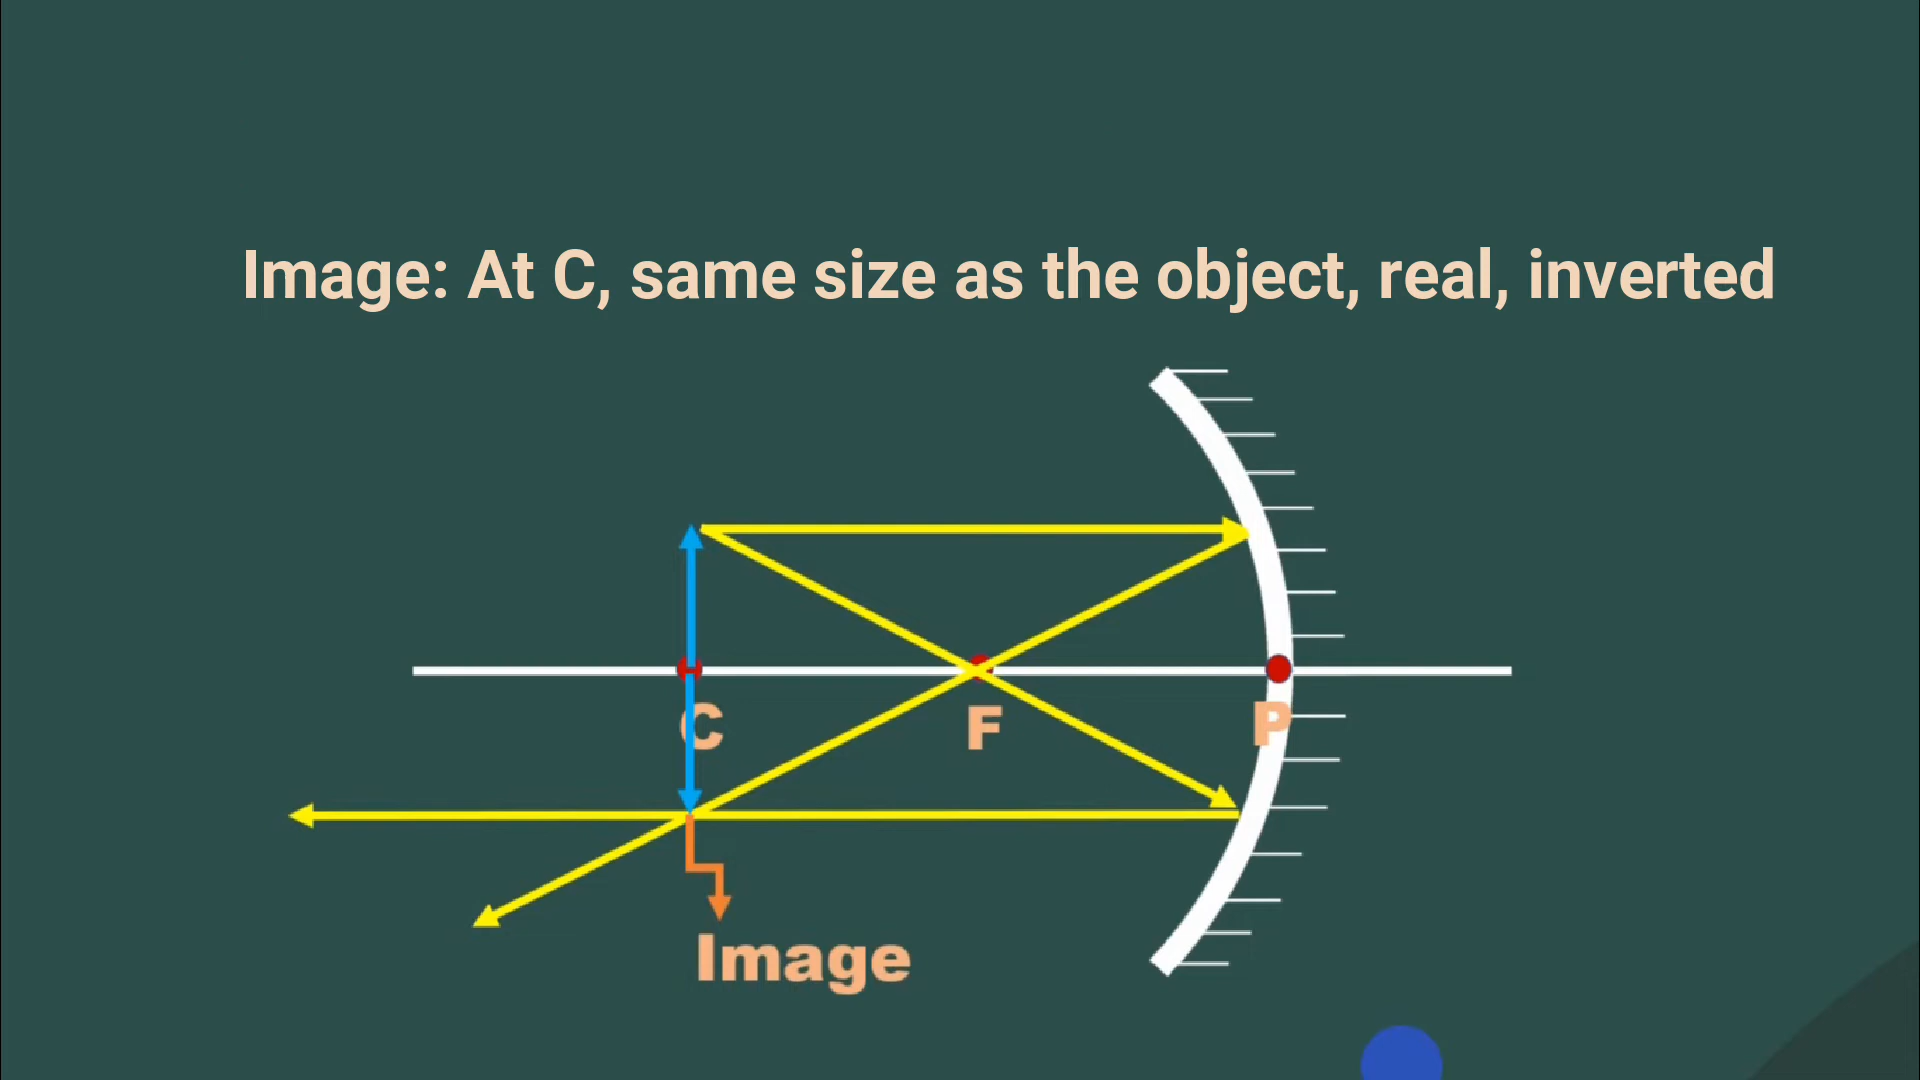 Image: At C, same size as the object, real, inverted
C
F
P
Image